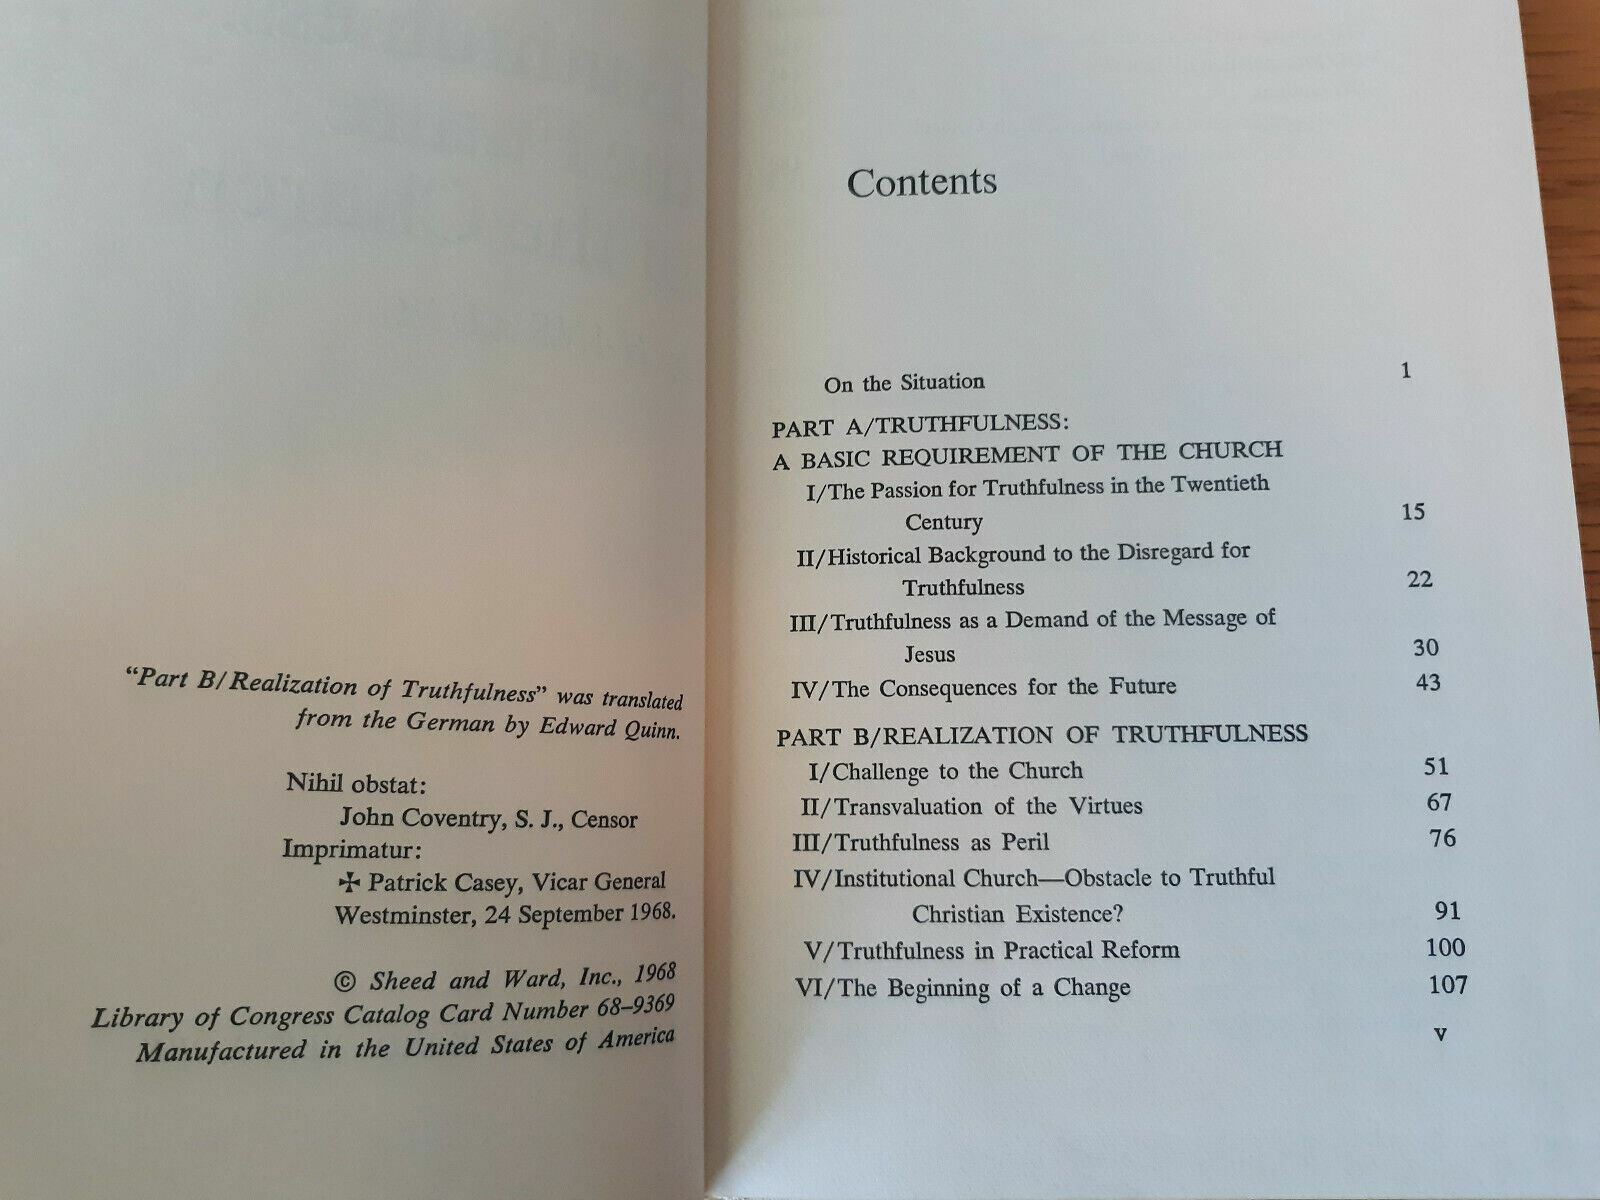 "Part B/Realization of Truthfulness" was translated
from the German by Edward Quinn.
Nihil obstat:
John Coventry, S. J., Censor
Imprimatur:
✠ Patrick Casey, Vicar General
Westminster, 24 September 1968.
© Sheed and Ward, Inc., 1968
Library of Congress Catalog Card Number 68–9369
Manufactured in the United States of America
Contents
On the Situation 1
PART A/TRUTHFULNESS:
A BASIC REQUIREMENT OF THE CHURCH
I/The Passion for Truthfulness in the Twentieth
Century 15
II/Historical Background to the Disregard for
Truthfulness 22
III/Truthfulness as a Demand of the Message of
Jesus 30
IV/The Consequences for the Future 43
PART B/REALIZATION OF TRUTHFULNESS
I/Challenge to the Church 51
II/Transvaluation of the Virtues 67
III/Truthfulness as Peril 76
IV/Institutional Church—Obstacle to Truthful
Christian Existence? 91
V/Truthfulness in Practical Reform 100
VI/The Beginning of a Change 107
v